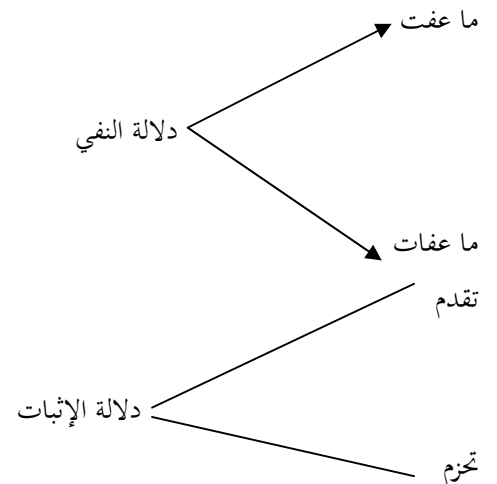 ما عفت
دلالة النفي
ما عفات
تقدم
دلالة الإثبات
تحزم